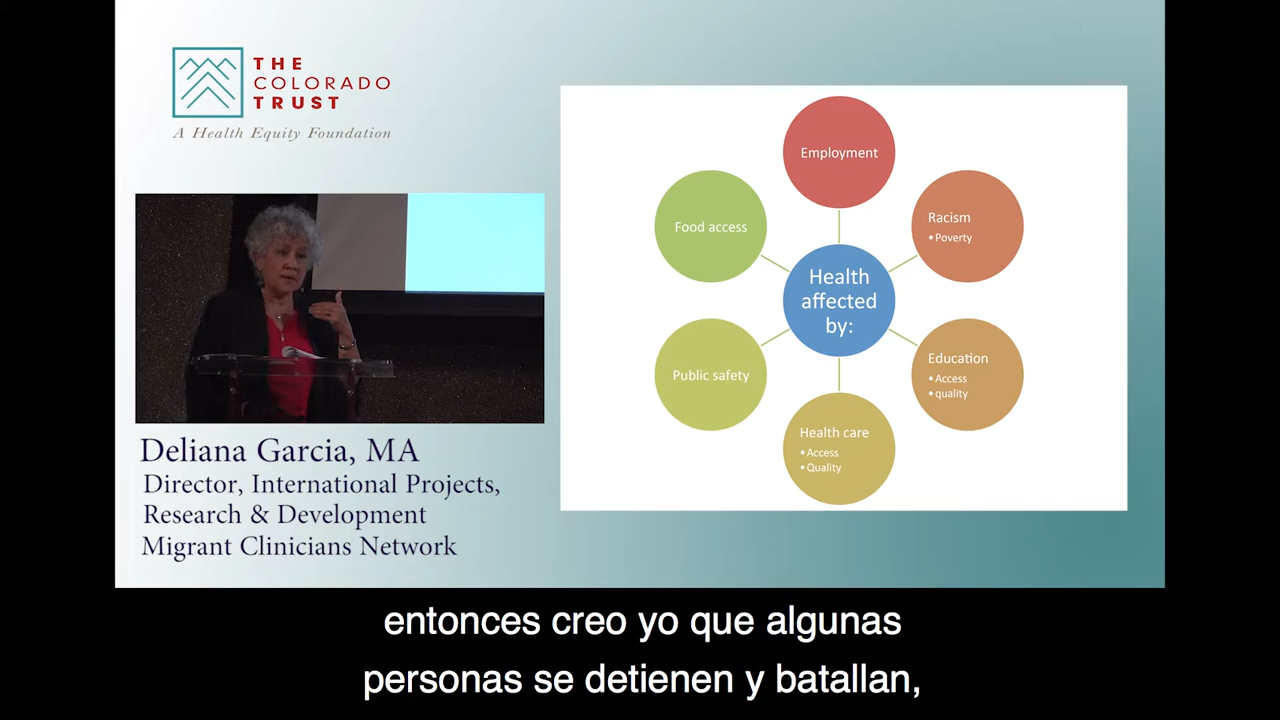 THE
COLORADO
TRUST
A Health Equity Foundation
Deliana Garcia, MA
Director, International Projects,
Research & Development
Migrant Clinicians Network
Employment
Food access
Racism
• Poverty
Health
affected
by:
Public safety
Education
• Access
• quality
Health care
• Access
• Quality
entonces creo yo que algunas
personas se detienen y batallan,